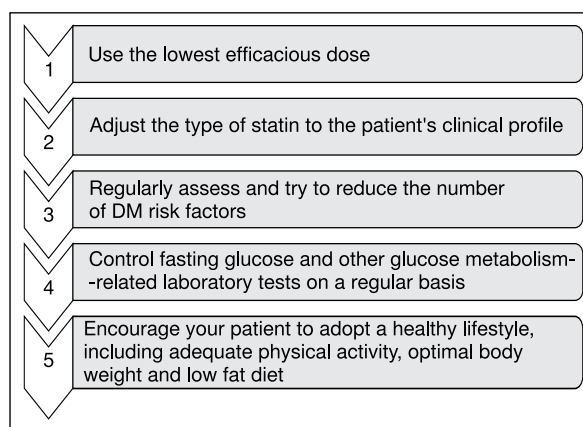 1
Use the lowest efficacious dose
2
Adjust the type of statin to the patient's clinical profile
3
Regularly assess and try to reduce the number
of DM risk factors
4
Control fasting glucose and other glucose metabolism-
-related laboratory tests on a regular basis
5
Encourage your patient to adopt a healthy lifestyle,
including adequate physical activity, optimal body
weight and low fat diet